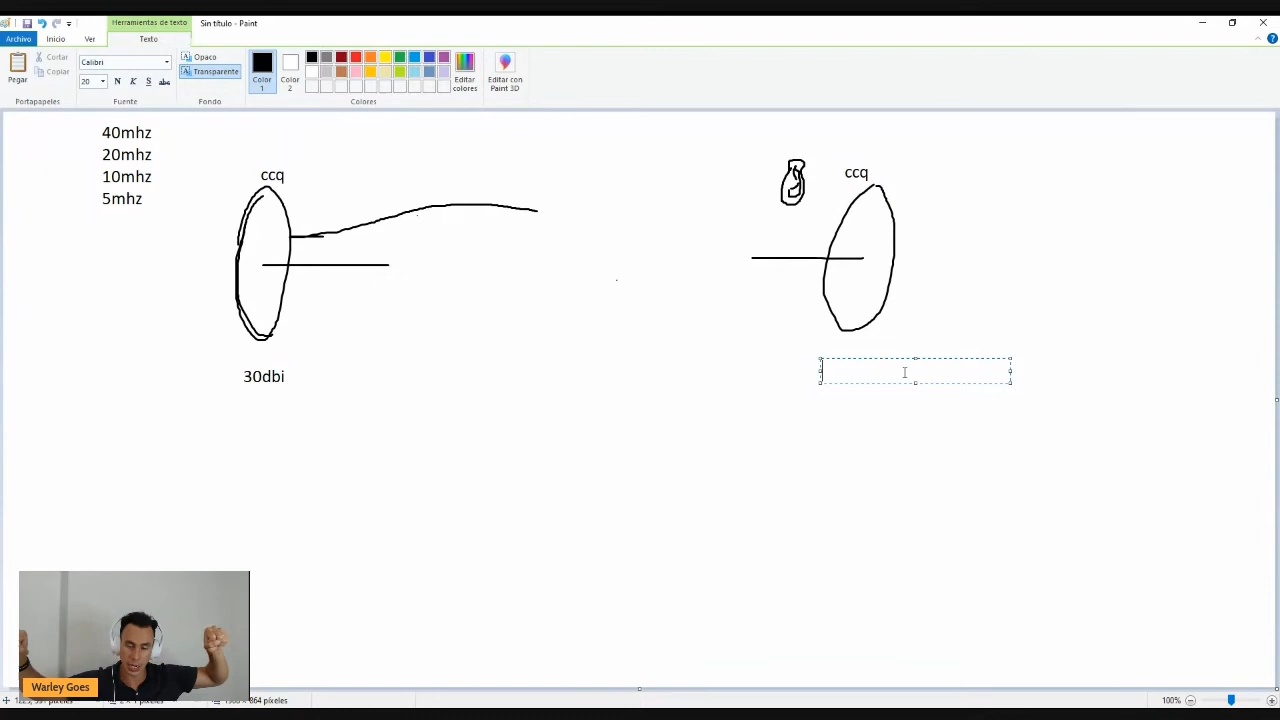 Herramientas de texto
Sin título - Paint
Archivo
Inicio
Ver
Texto
Pegar
Cortar
Copiar
Portapapeles
Calibri
20
N K S abc
Fuente
Opaco
Transparente
Fondo
Color 1
Color 2
Editar colores
Editar con Paint 3D
Colores
40mhz
20mhz
10mhz
5mhz
ccq
ccq
30dbi
Warley Goes
100%